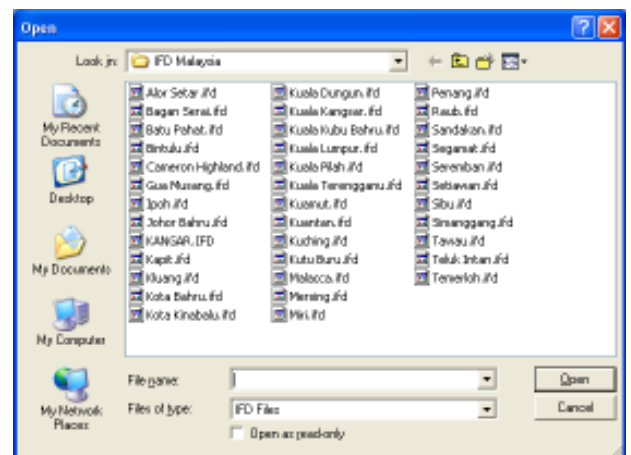 Open
Look in:
IFD Malaysia
My Recent
Documents
Desktop
My Documents
My Computer
My Network
Places
Alor Setar.ifd
Bagan Serai.ifd
Batu Pahat.ifd
Bintulu.ifd
Cameron Highland.ifd
Gua Musang.ifd
Ipoh.ifd
Johor Bahru.ifd
KANGAR.IFD
Kapit.ifd
Kluang.ifd
Kota Bahru.ifd
Kota Kinabalu.ifd
Kuala Dungun.ifd
Kuala Kangsar.ifd
Kuala Kubu Bahru.ifd
Kuala Lumpur.ifd
Kuala Pilah.ifd
Kuala Terengganu.ifd
Kuamut.ifd
Kuantan.ifd
Kuching.ifd
Kutu Buru.ifd
Malacca.ifd
Mersing.ifd
Miri.ifd
Penang.ifd
Raub.ifd
Sandakan.ifd
Segamat.ifd
Seremban.ifd
Setiawan.ifd
Sibu.ifd
Simanggang.ifd
Tawau.ifd
Teluk Intan.ifd
Temerloh.ifd
File name:
Open
Files of type:
IFD Files
Cancel
Open as read-only